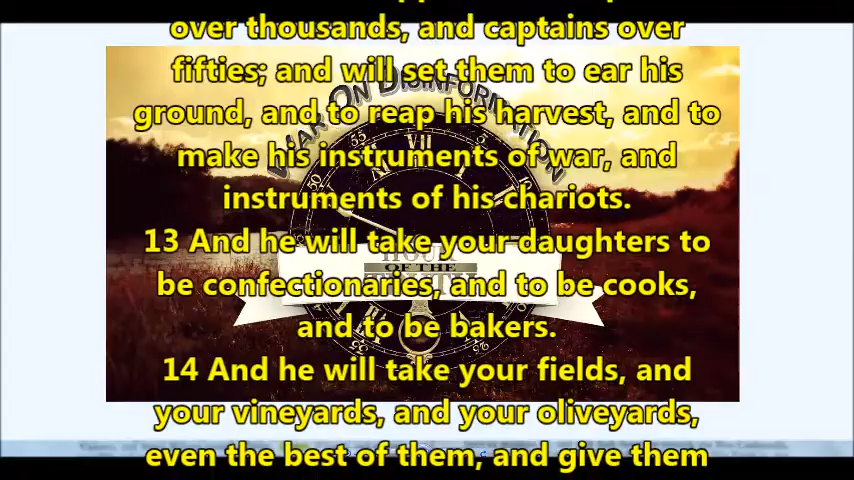 over thousands, and captains over
fifties; and will set them to ear his
ground, and to reap his harvest, and to
make his instruments of war, and
instruments of his chariots.
13 And he will take your daughters to
be confectionaries, and to be cooks,
and to be bakers.
14 And he will take your fields, and
your vineyards, and your oliveyards,
even the best of them, and give them
WAR ON DISINFORMATION
HOUR
OF THE
TRUTH